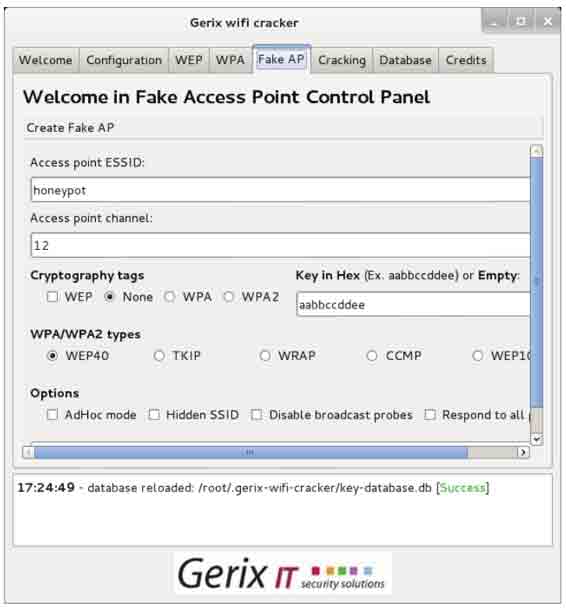 Gerix wifi cracker
Welcome Configuration WEP WPA Fake AP Cracking Database Credits
Welcome in Fake Access Point Control Panel
Create Fake AP
Access point ESSID:
honeypot
Access point channel:
12
Cryptography tags Key in Hex (Ex. aabbccddee) or Empty:
WEP None WPA WPA2 aabbccddee
WPA/WPA2 types
WEP40 TKIP WRAP CCMP WEP10
Options
AdHoc mode Hidden SSID Disable broadcast probes Respond to all
17:24:49 - database reloaded: /root/.gerix-wifi-cracker/key-database.db [Success]
Gerix IT security solutions